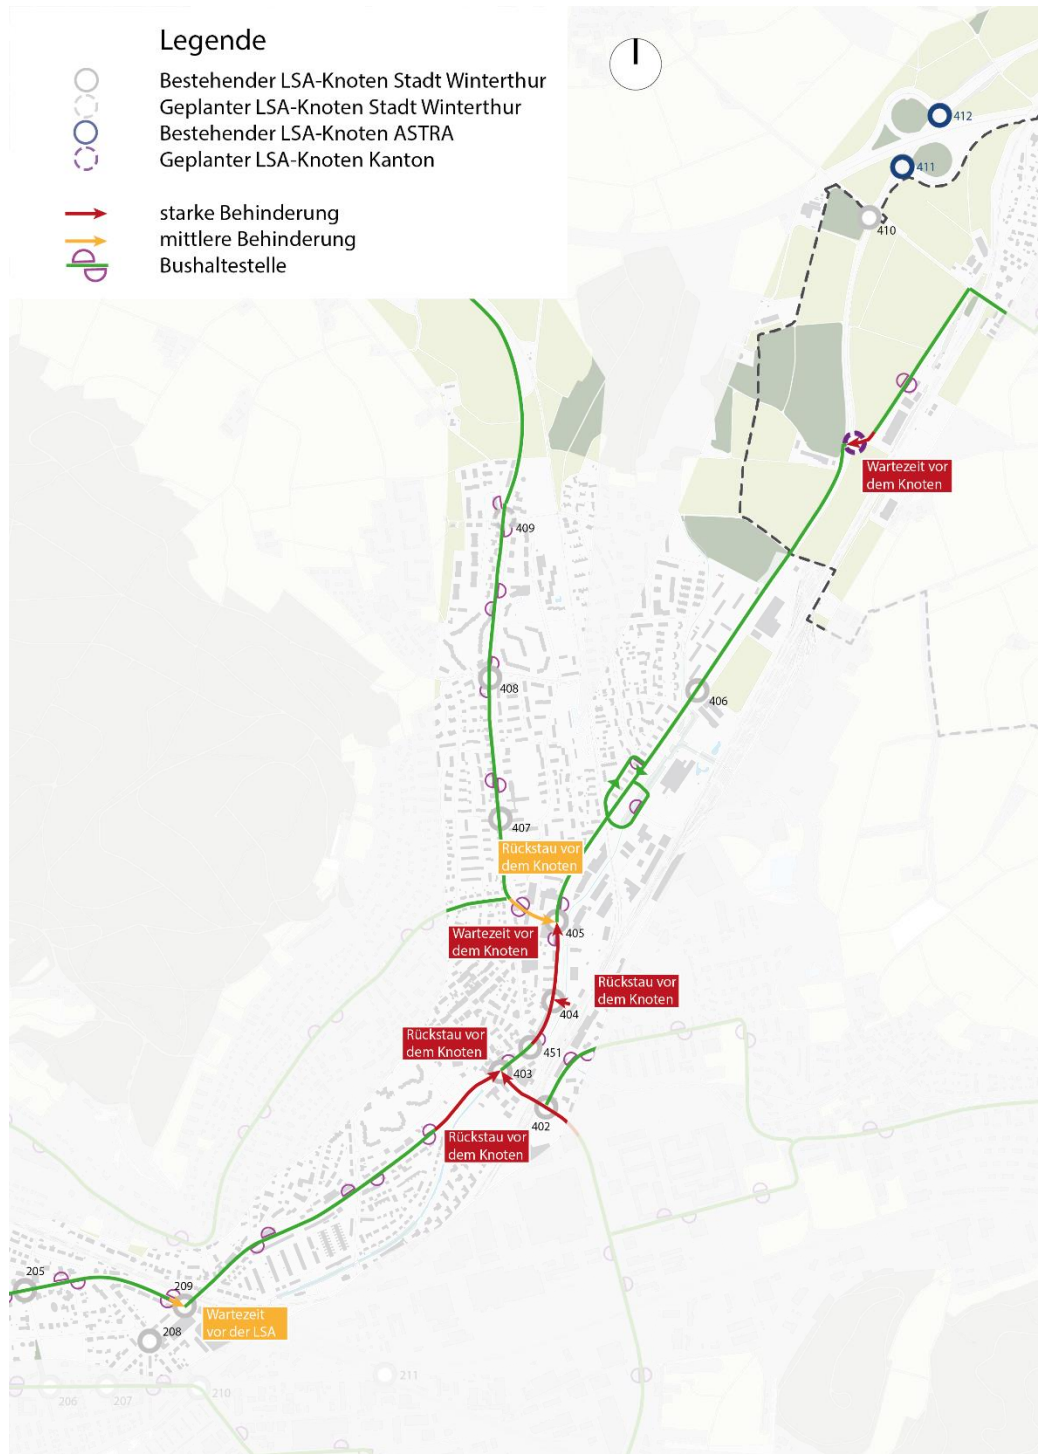 Legende
Bestehender LSA-Knoten Stadt Winterthur
Geplanter LSA-Knoten Stadt Winterthur
Bestehender LSA-Knoten ASTRA
Geplanter LSA-Knoten Kanton
starke Behinderung
mittlere Behinderung
Bushaltestelle
412
411
410
Wartezeit vor
dem Knoten
409
408
406
407
Rückstau vor
dem Knoten
405
Wartezeit vor
dem Knoten
Rückstau vor
dem Knoten
404
Rückstau vor
dem Knoten
451
403
402
Rückstau vor
dem Knoten
205
209
Wartezeit
vor der LSA
208
211
206
207
210